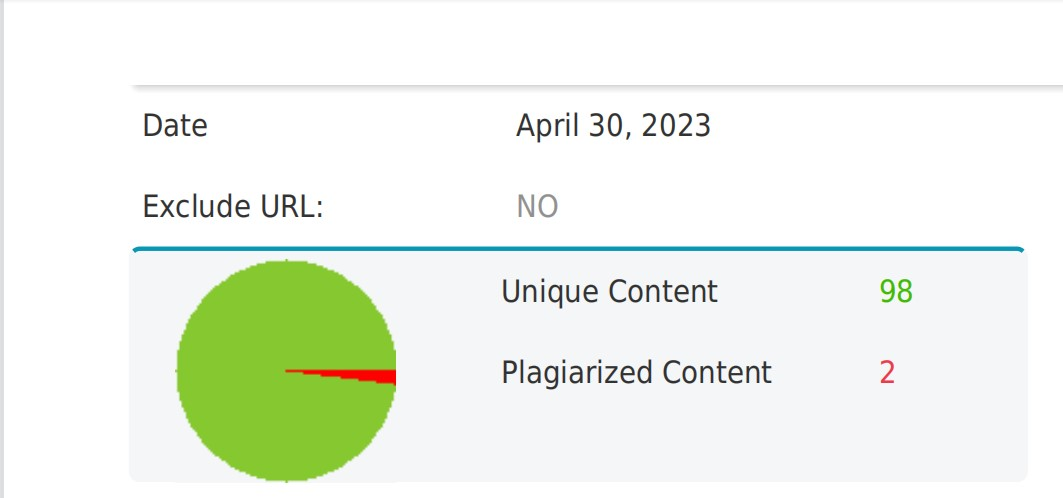 Date April 30, 2023
Exclude URL: NO
Unique Content 98
Plagiarized Content 2